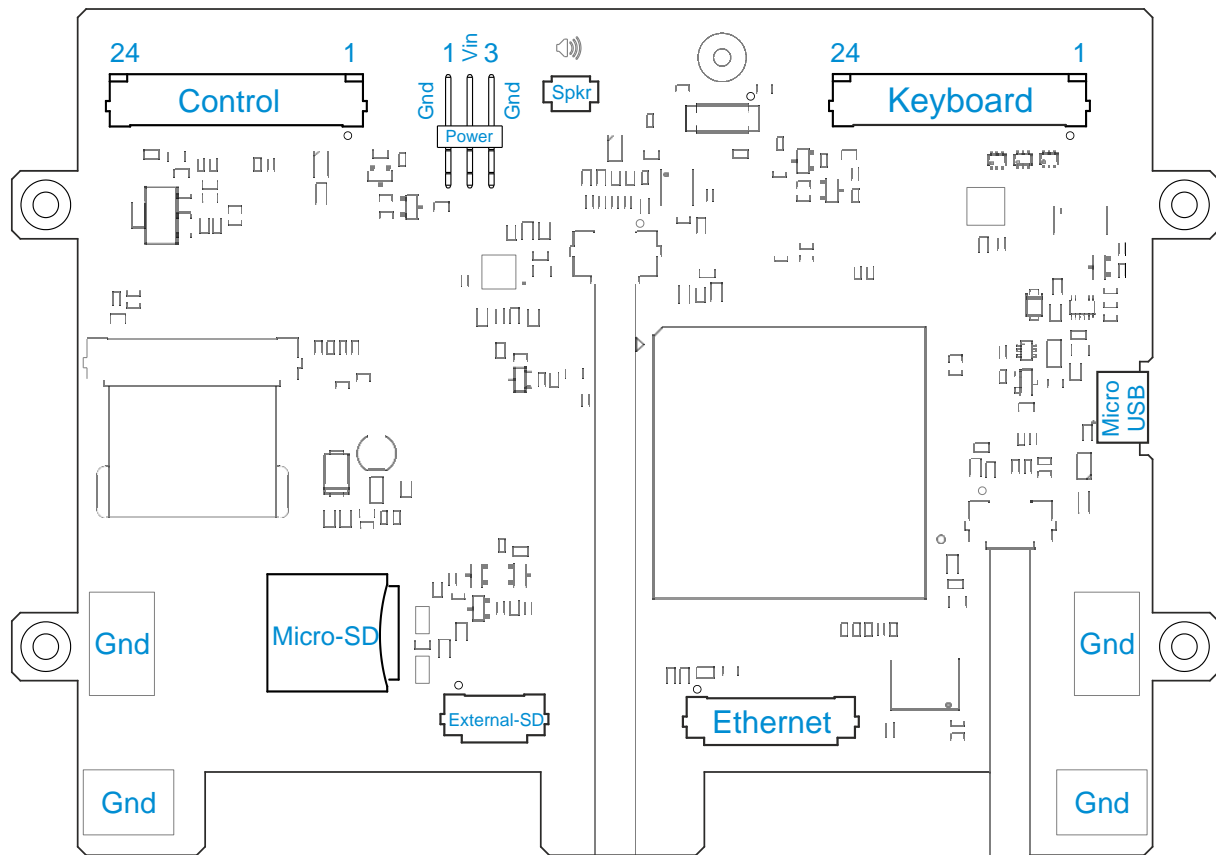 24
1
1
Vin
3
24
1
Control
Gnd
Gnd
Spkr
Keyboard
Power
Micro
USB
Gnd
Micro-SD
Gnd
External-SD
Ethernet
Gnd
Gnd